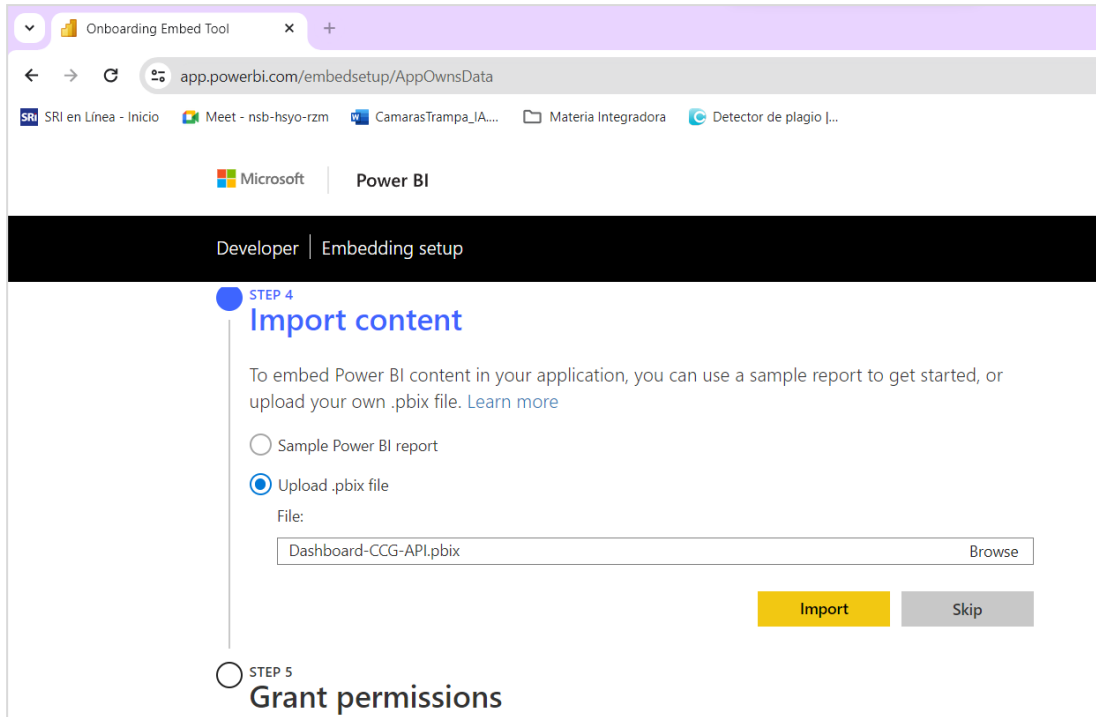 Onboarding Embed Tool
app.powerbi.com/embedsetup/AppOwnsData
SRi SRI en Línea - Inicio Meet - nsb-hsyo-rzm CamarasTrampa_IA.... Materia Integradora Detector de plagio |...
Microsoft Power BI
Developer Embedding setup
STEP 4
Import content
To embed Power BI content in your application, you can use a sample report to get started, or
upload your own .pbix file. Learn more
Sample Power BI report
Upload .pbix file
File:
Dashboard-CCG-API.pbix Browse
Import Skip
STEP 5
Grant permissions